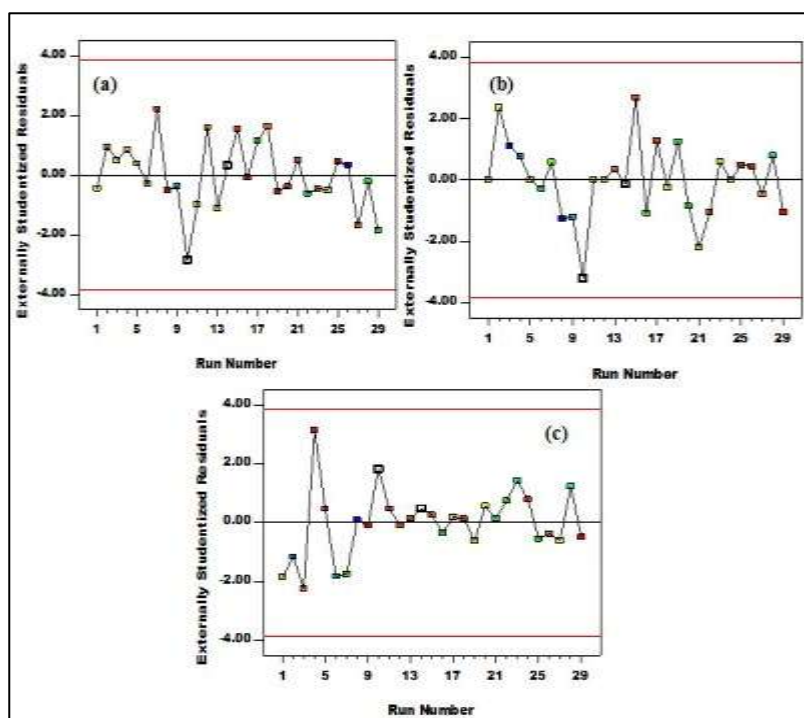 (a)
Externally Studentized Residuals
4.00
2.00
0.00
-2.00
-4.00
1 5 9 13 17 21 25 29
Run Number
(b)
Externally Studentized Residuals
4.00
2.00
0.00
-2.00
-4.00
1 5 9 13 17 21 25 29
Run Number
(c)
Externally Studentized Residuals
4.00
2.00
0.00
-2.00
-4.00
1 5 9 13 17 21 25 29
Run Number